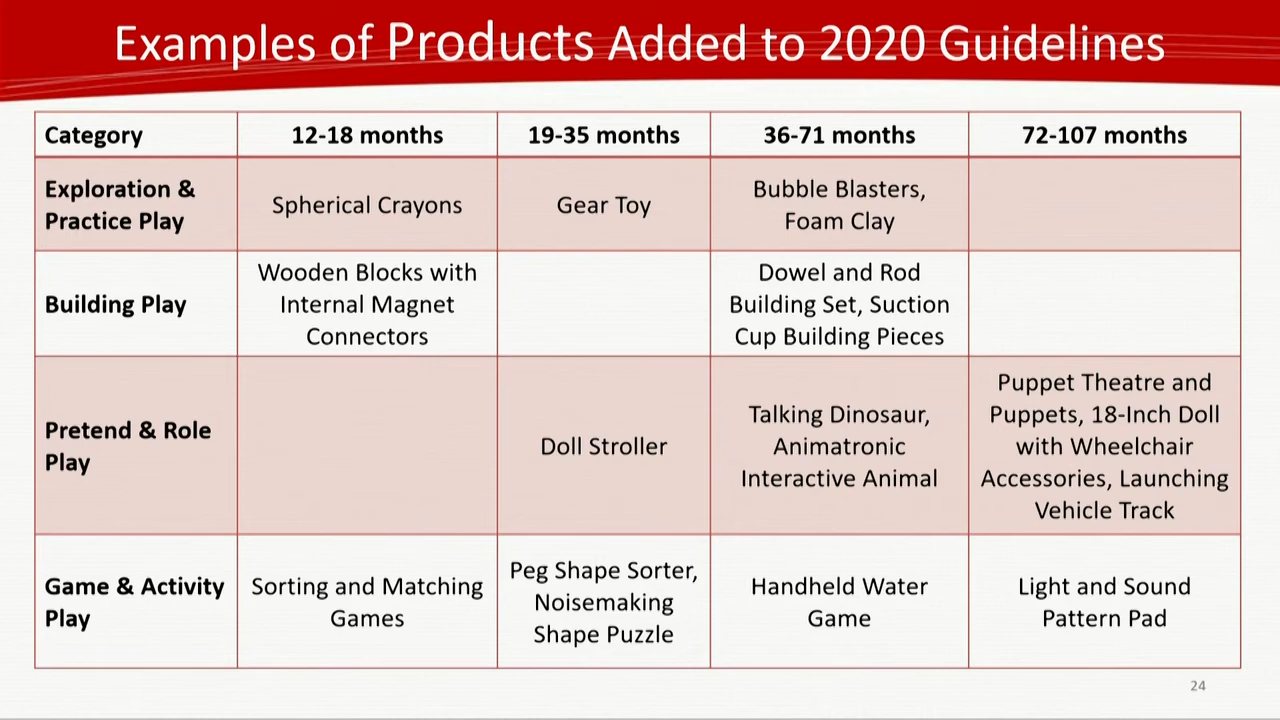 Examples of Products Added to 2020 Guidelines
Category
12-18 months
19-35 months
36-71 months
72-107 months
Exploration &
Practice Play
Spherical Crayons
Gear Toy
Bubble Blasters,
Foam Clay
Building Play
Wooden Blocks with
Internal Magnet
Connectors
Dowel and Rod
Building Set, Suction
Cup Building Pieces
Pretend & Role
Play
Doll Stroller
Talking Dinosaur,
Animatronic
Interactive Animal
Puppet Theatre and
Puppets, 18-Inch Doll
with Wheelchair
Accessories, Launching
Vehicle Track
Game & Activity
Play
Sorting and Matching
Games
Peg Shape Sorter,
Noisemaking
Shape Puzzle
Handheld Water
Game
Light and Sound
Pattern Pad
24